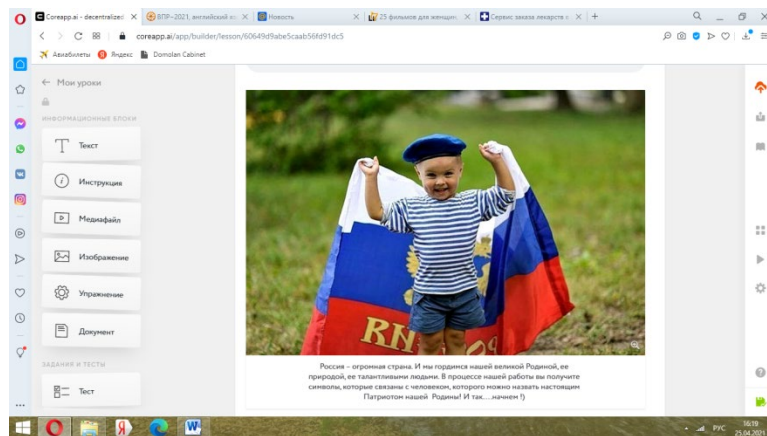 Coreapp.ai - decentralized
ВПР-2021, английский
Новость
25 фильмов для женщин
Сервис заказа лекарств
coreapp.ai/app/builder/lesson/60649d9abe5caab56fd91dc5
Авиабилеты Яндекс Domolan Cabinet
← Мои уроки
ИНФОРМАЦИОННЫЕ БЛОКИ
Текст
Инструкция
Медиафайл
Изображение
Упражнение
Документ
ЗАДАНИЯ И ТЕСТЫ
Тест
Россия – огромная страна. И мы гордимся нашей великой Родиной, ее
природой, ее талантливыми людьми. В процессе нашей работы вы получите
символы, которые связаны с человеком, которого можно назвать настоящим
Патриотом нашей Родины! И так....начнем !)
РУС
16:19
25.04.2021